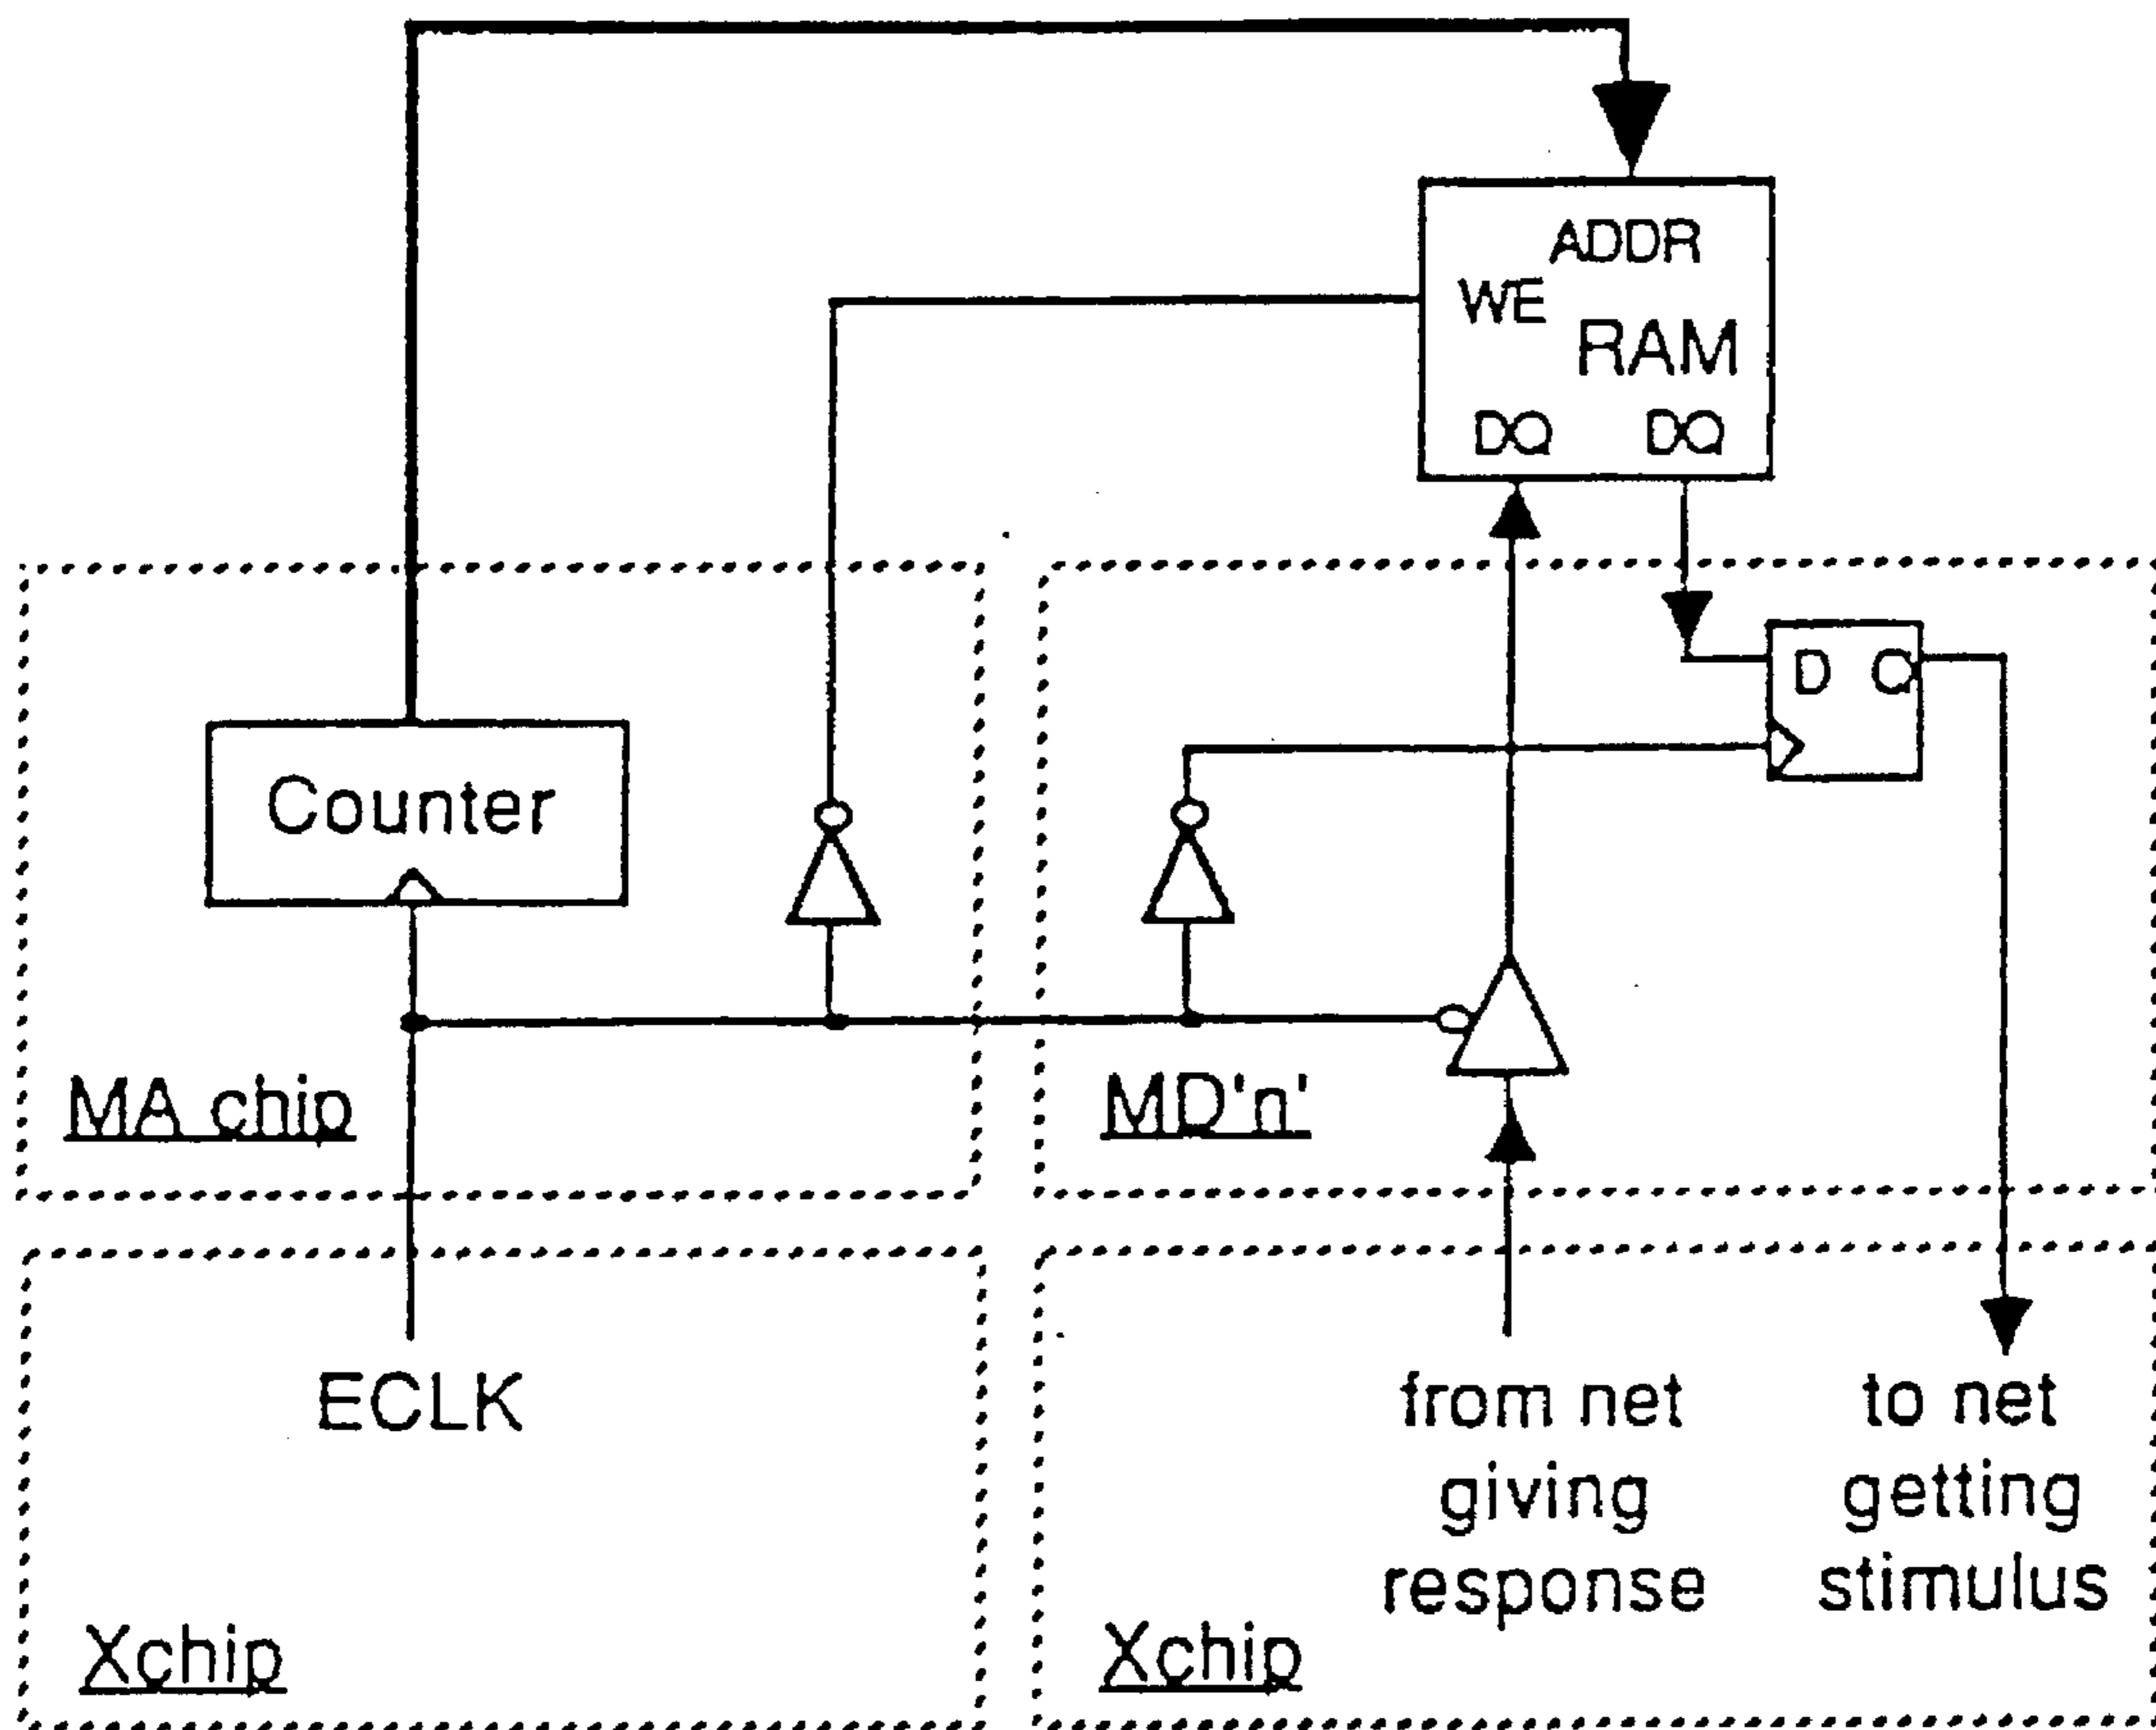 ADDR
WE
RAM
DQ DQ
D Q
Counter
MA chip
MD'n'
ECLK
from net
giving
response
to net
getting
stimulus
Xchip
Xchip